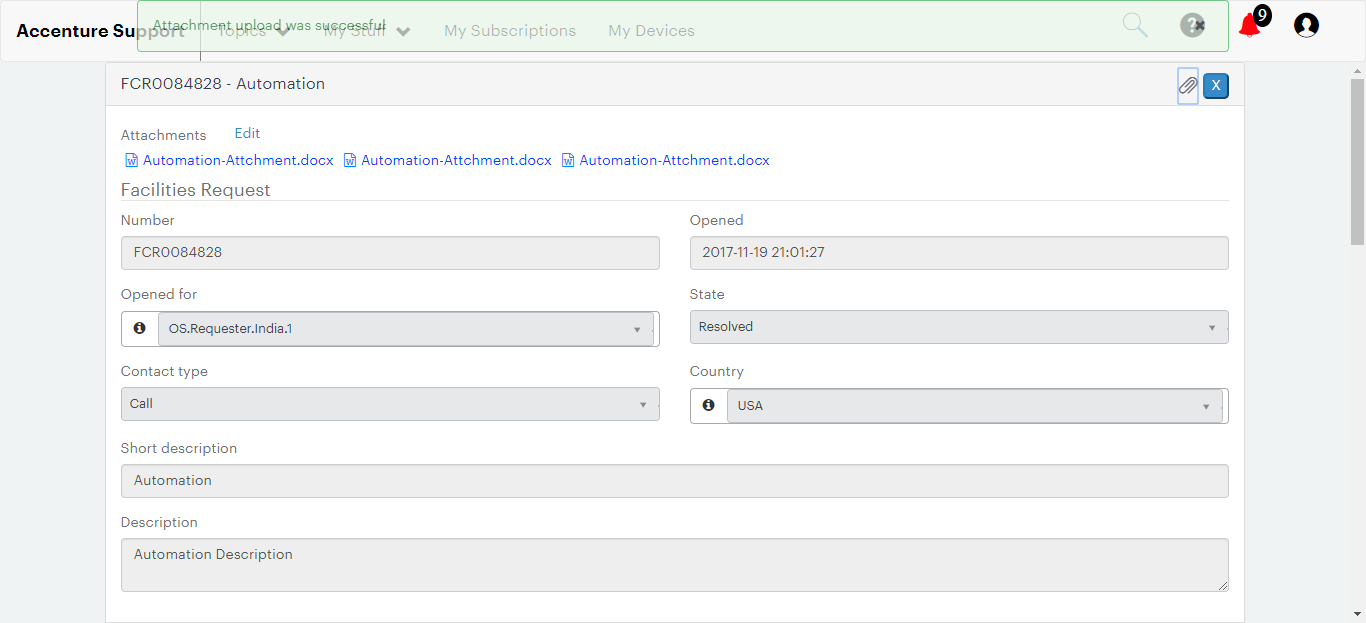 Attachment upload was successful
Accenture Support Topics My Stuff My Subscriptions My Devices 9
FCR0084828 - Automation X
Attachments Edit
Automation-Attchment.docx Automation-Attchment.docx Automation-Attchment.docx
Facilities Request
Number Opened
FCR0084828 2017-11-19 21:01:27
Opened for State
OS.Requester.India.1 Resolved
Contact type Country
Call USA
Short description
Automation
Description
Automation Description